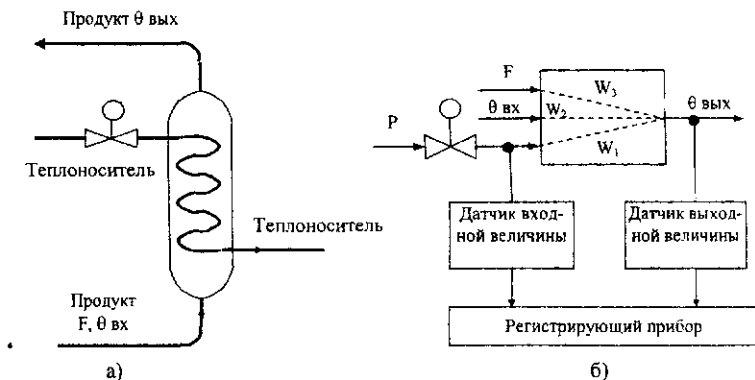 Продукт θ вых
Теплоноситель
Теплоноситель
Продукт
F, θ вх
а)
F
θ вх
P
W₃
W₂
W₁
θ вых
Датчик вход-
ной величины
Датчик выход-
ной величины
Регистрирующий прибор
б)